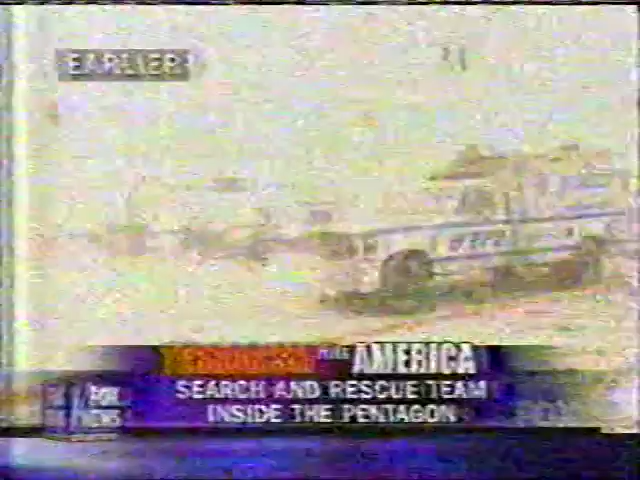 EARLIER
AMERICA
SEARCH AND RESCUE TEAM
INSIDE THE PENTAGON
FOX
NEWS